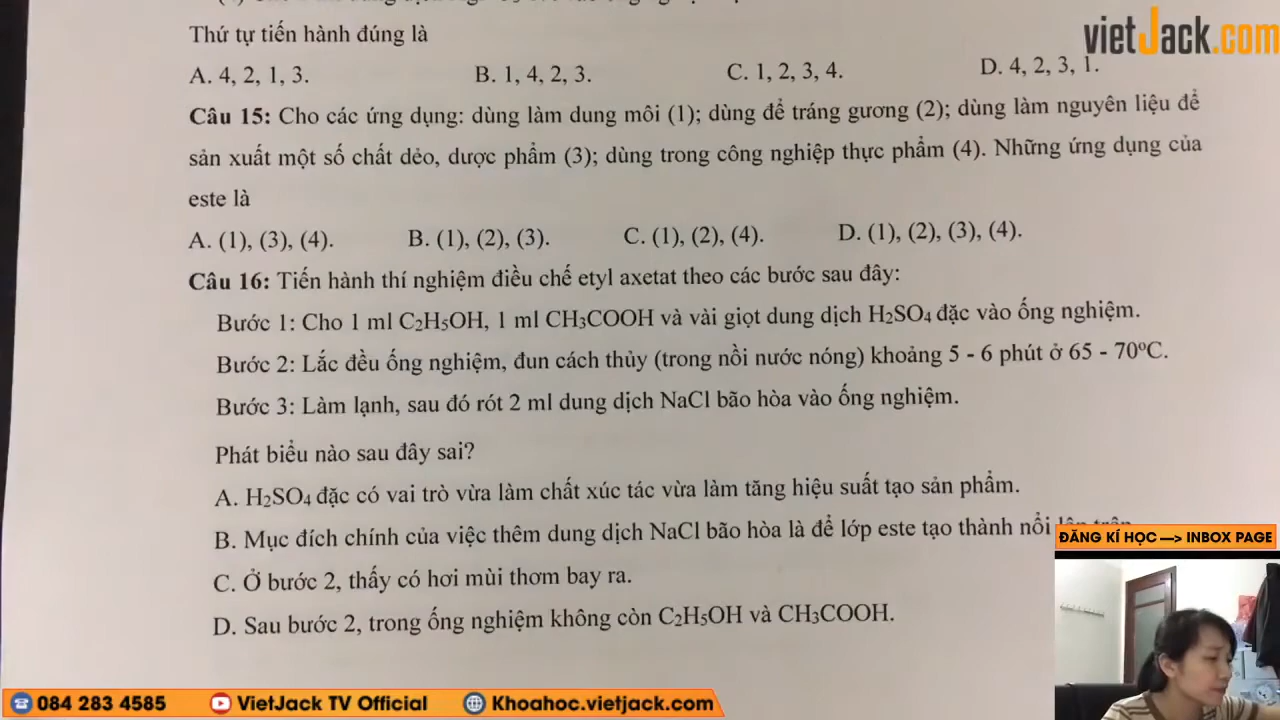 vietJack.com
Thứ tự tiến hành đúng là
A. 4, 2, 1, 3. B. 1, 4, 2, 3. C. 1, 2, 3, 4. D. 4, 2, 3, 1.
Câu 15: Cho các ứng dụng: dùng làm dung môi (1); dùng để tráng gương (2); dùng làm nguyên liệu để
sản xuất một số chất dẻo, dược phẩm (3); dùng trong công nghiệp thực phẩm (4). Những ứng dụng của
este là
A. (1), (3), (4). B. (1), (2), (3). C. (1), (2), (4). D. (1), (2), (3), (4).
Câu 16: Tiến hành thí nghiệm điều chế etyl axetat theo các bước sau đây:
Bước 1: Cho 1 ml C₂H₅OH, 1 ml CH₃COOH và vài giọt dung dịch H₂SO₄ đặc vào ống nghiệm.
Bước 2: Lắc đều ống nghiệm, đun cách thủy (trong nồi nước nóng) khoảng 5 - 6 phút ở 65 - 70ºC.
Bước 3: Làm lạnh, sau đó rót 2 ml dung dịch NaCl bão hòa vào ống nghiệm.
Phát biểu nào sau đây sai?
A. H₂SO₄ đặc có vai trò vừa làm chất xúc tác vừa làm tăng hiệu suất tạo sản phẩm.
B. Mục đích chính của việc thêm dung dịch NaCl bão hòa là để lớp este tạo thành nổi
ĐĂNG KÍ HỌC —> INBOX PAGE
C. Ở bước 2, thấy có hơi mùi thơm bay ra.
D. Sau bước 2, trong ống nghiệm không còn C₂H₅OH và CH₃COOH.
084 283 4585 VietJack TV Official Khoahoc.vietjack.com